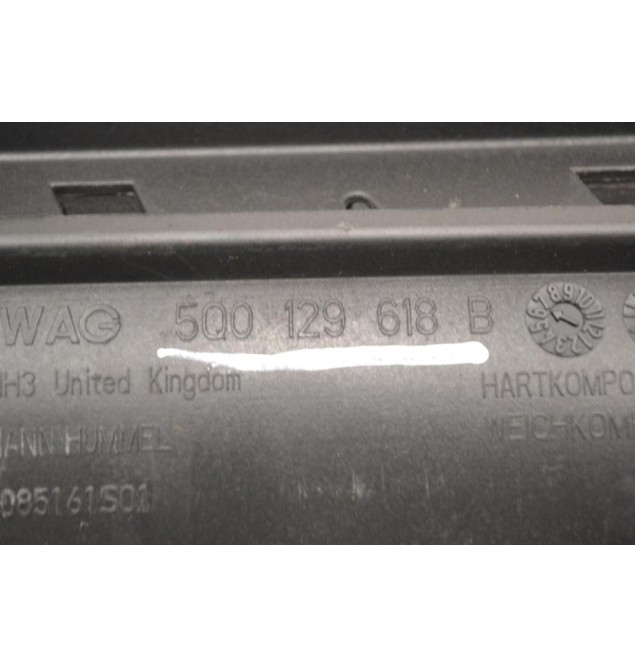 WAG 5Q0 129 618 B
H3 United Kingdom
HARTKOMPO
ANN HUMMEL
WEICHKOM
085161S01